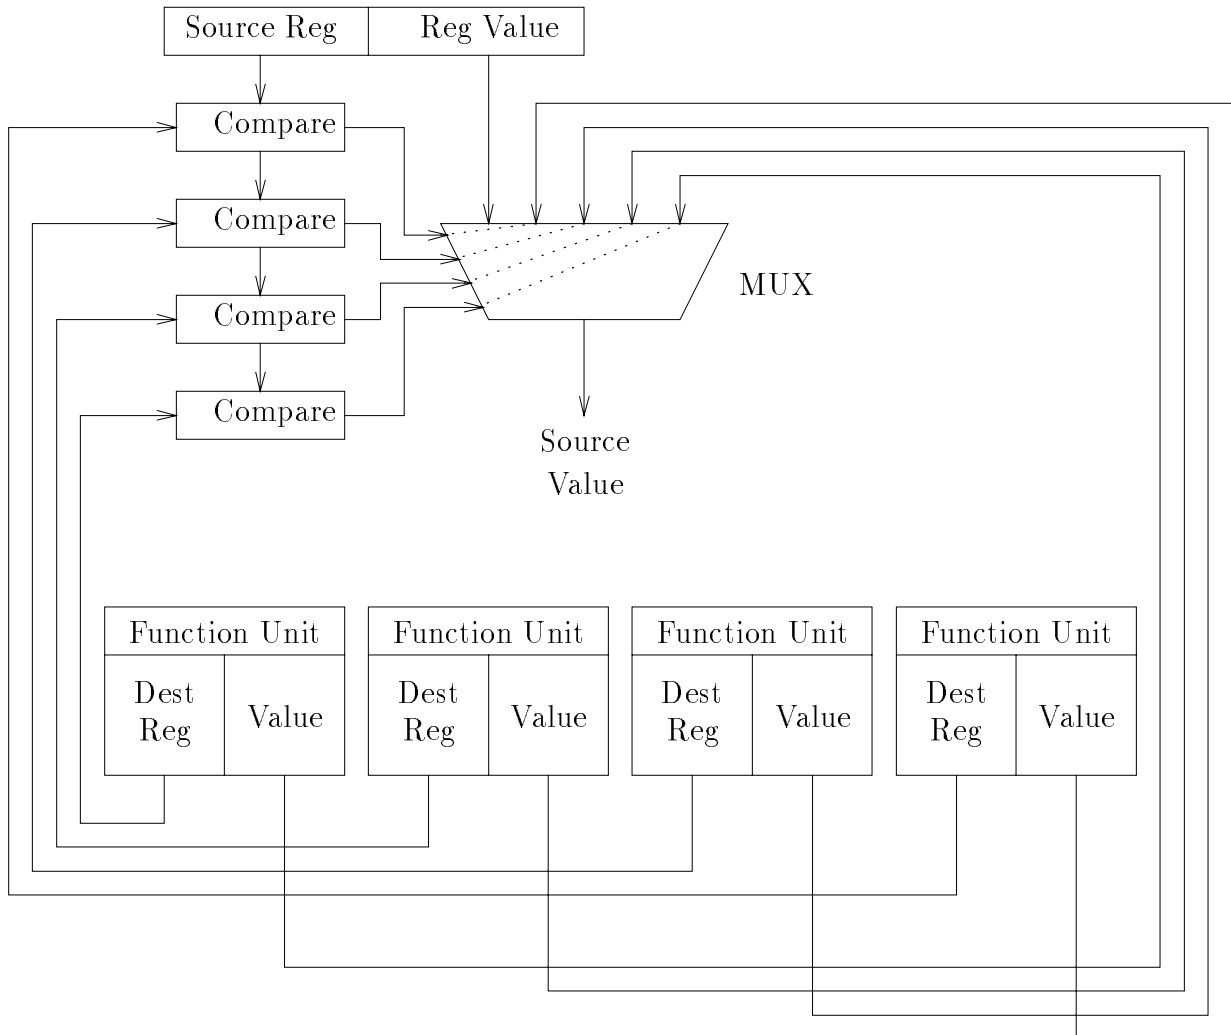 Source Reg
Reg Value
Compare
Compare
Compare
Compare
MUX
Source
Value
Function Unit
Dest
Reg
Value
Function Unit
Dest
Reg
Value
Function Unit
Dest
Reg
Value
Function Unit
Dest
Reg
Value